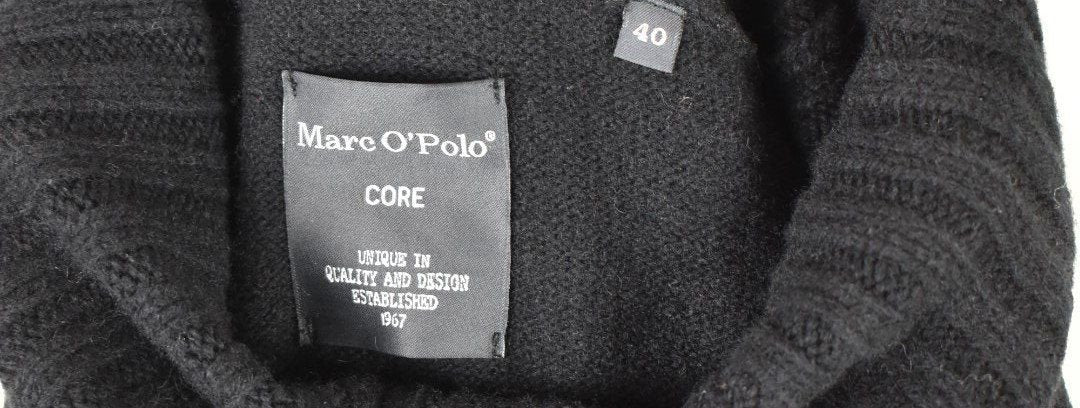 40
Marc O'Polo®
CORE
UNIQUE IN
QUALITY AND DESIGN
ESTABLISHED
1967